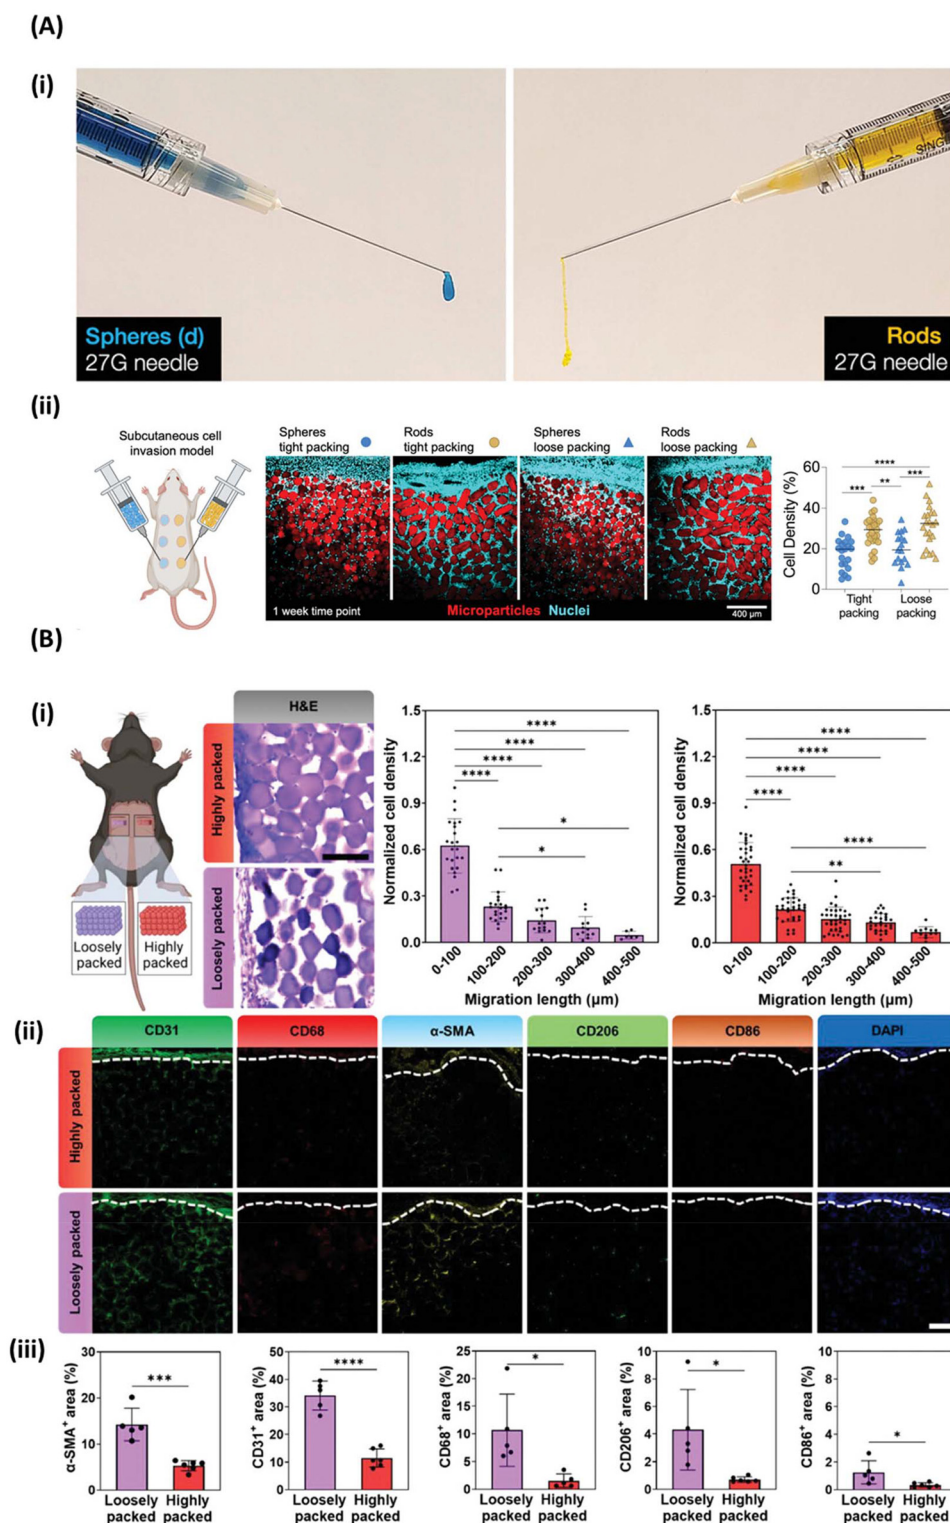 (A)
(i)
Spheres (d)
27G needle
SING
Rods
27G needle
(ii)
Subcutaneous cell
invasion model
Spheres
tight packing
Rods
tight packing
Spheres
loose packing
Rods
loose packing
1 week time point
Microparticles Nuclei
400 μm
Cell Density (%)
60
40
20
0
****
*** ** ***
Tight
packing
Loose
packing
(B)
(i)
Loosely
packed
Highly
packed
H&E
Highly packed
Loosely packed
Normalized cell density
1.5
1.2
0.9
0.6
0.3
0.0
****
****
****
****
*
*
0-100
100-200
200-300
300-400
400-500
Migration length (μm)
Normalized cell density
1.5
1.2
0.9
0.6
0.3
0.0
****
****
****
****
****
**
0-100
100-200
200-300
300-400
400-500
Migration length (μm)
(ii)
CD31 CD68 α-SMA CD206 CD86 DAPI
Highly packed
Loosely packed
(iii)
α-SMA⁺ area (%)
30
20
10
0
***
Loosely Highly
packed packed
CD31⁺ area (%)
50
40
30
20
10
0
****
Loosely Highly
packed packed
CD68⁺ area (%)
25
20
15
10
5
0
*
Loosely Highly
packed packed
CD206⁺ area (%)
10
8
6
4
2
0
*
Loosely Highly
packed packed
CD86⁺ area (%)
10
8
6
4
2
0
*
Loosely Highly
packed packed